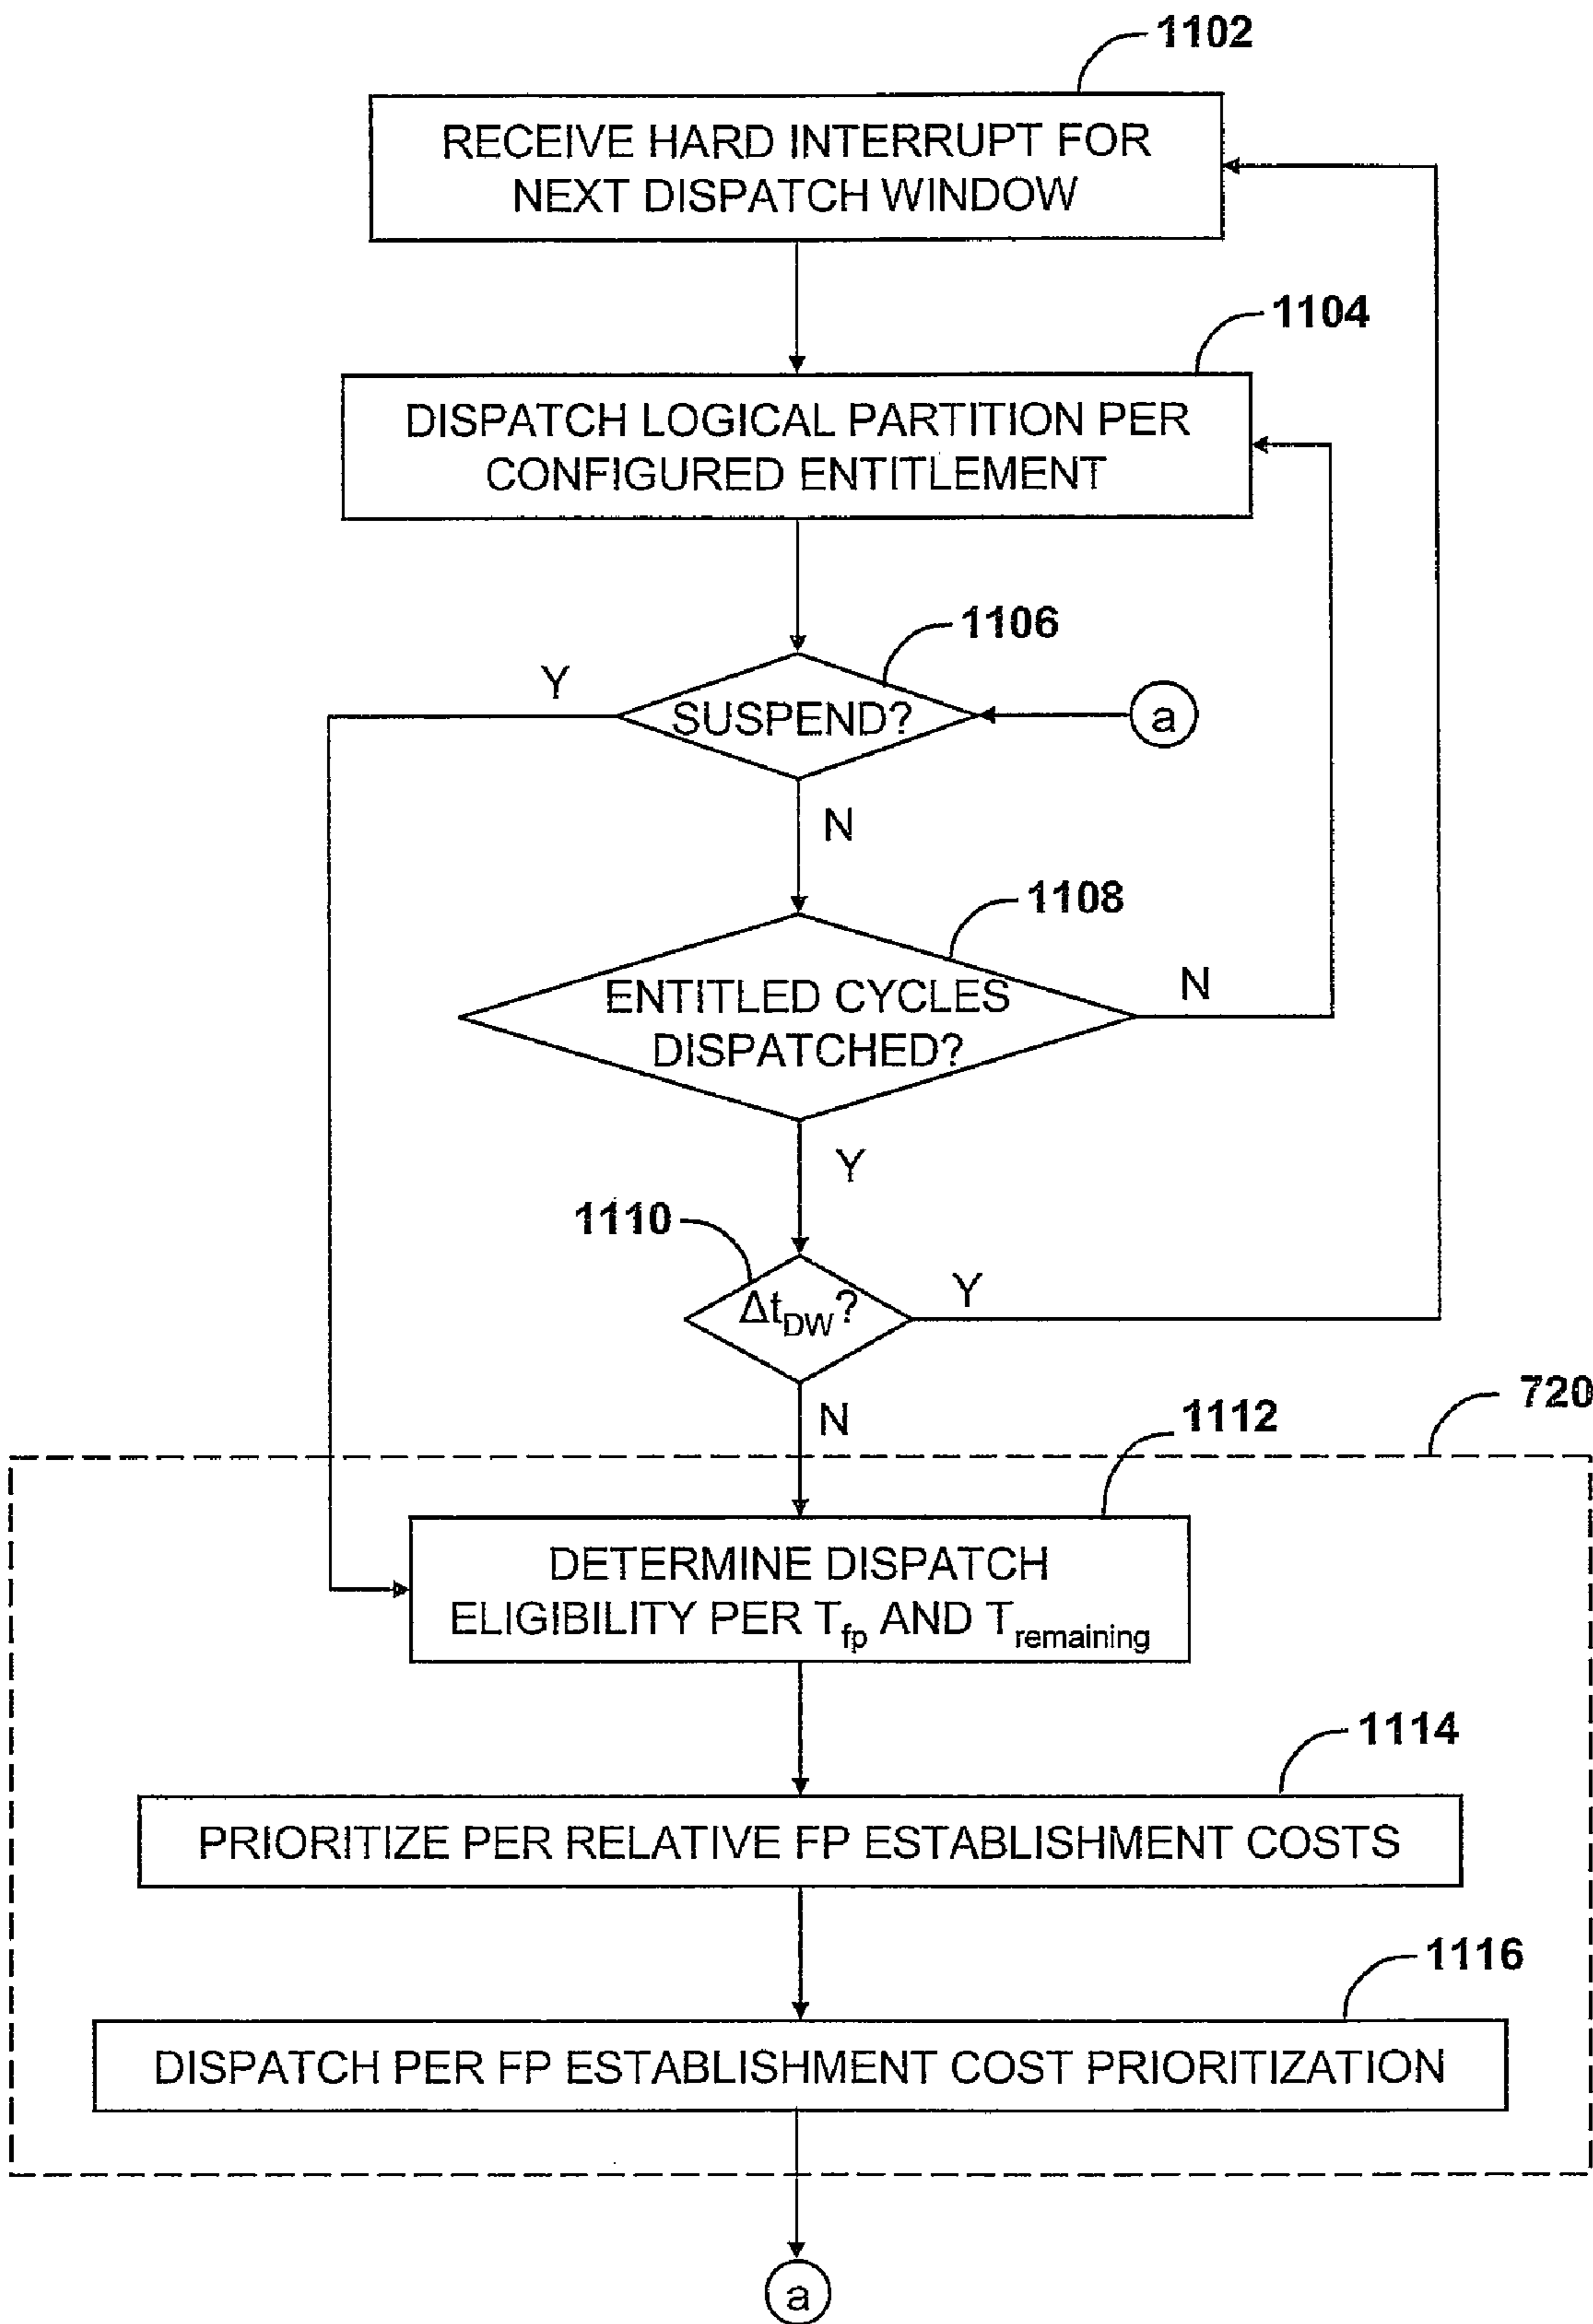 1102
RECEIVE HARD INTERRUPT FOR
NEXT DISPATCH WINDOW
1104
DISPATCH LOGICAL PARTITION PER
CONFIGURED ENTITLEMENT
1106
Y
SUSPEND?
a
N
1108
ENTITLED CYCLES
DISPATCHED?
N
Y
1110
Δt_DW?
Y
720
N
1112
DETERMINE DISPATCH
ELIGIBILITY PER T_fp AND T_remaining
1114
PRIORITIZE PER RELATIVE FP ESTABLISHMENT COSTS
1116
DISPATCH PER FP ESTABLISHMENT COST PRIORITIZATION
a